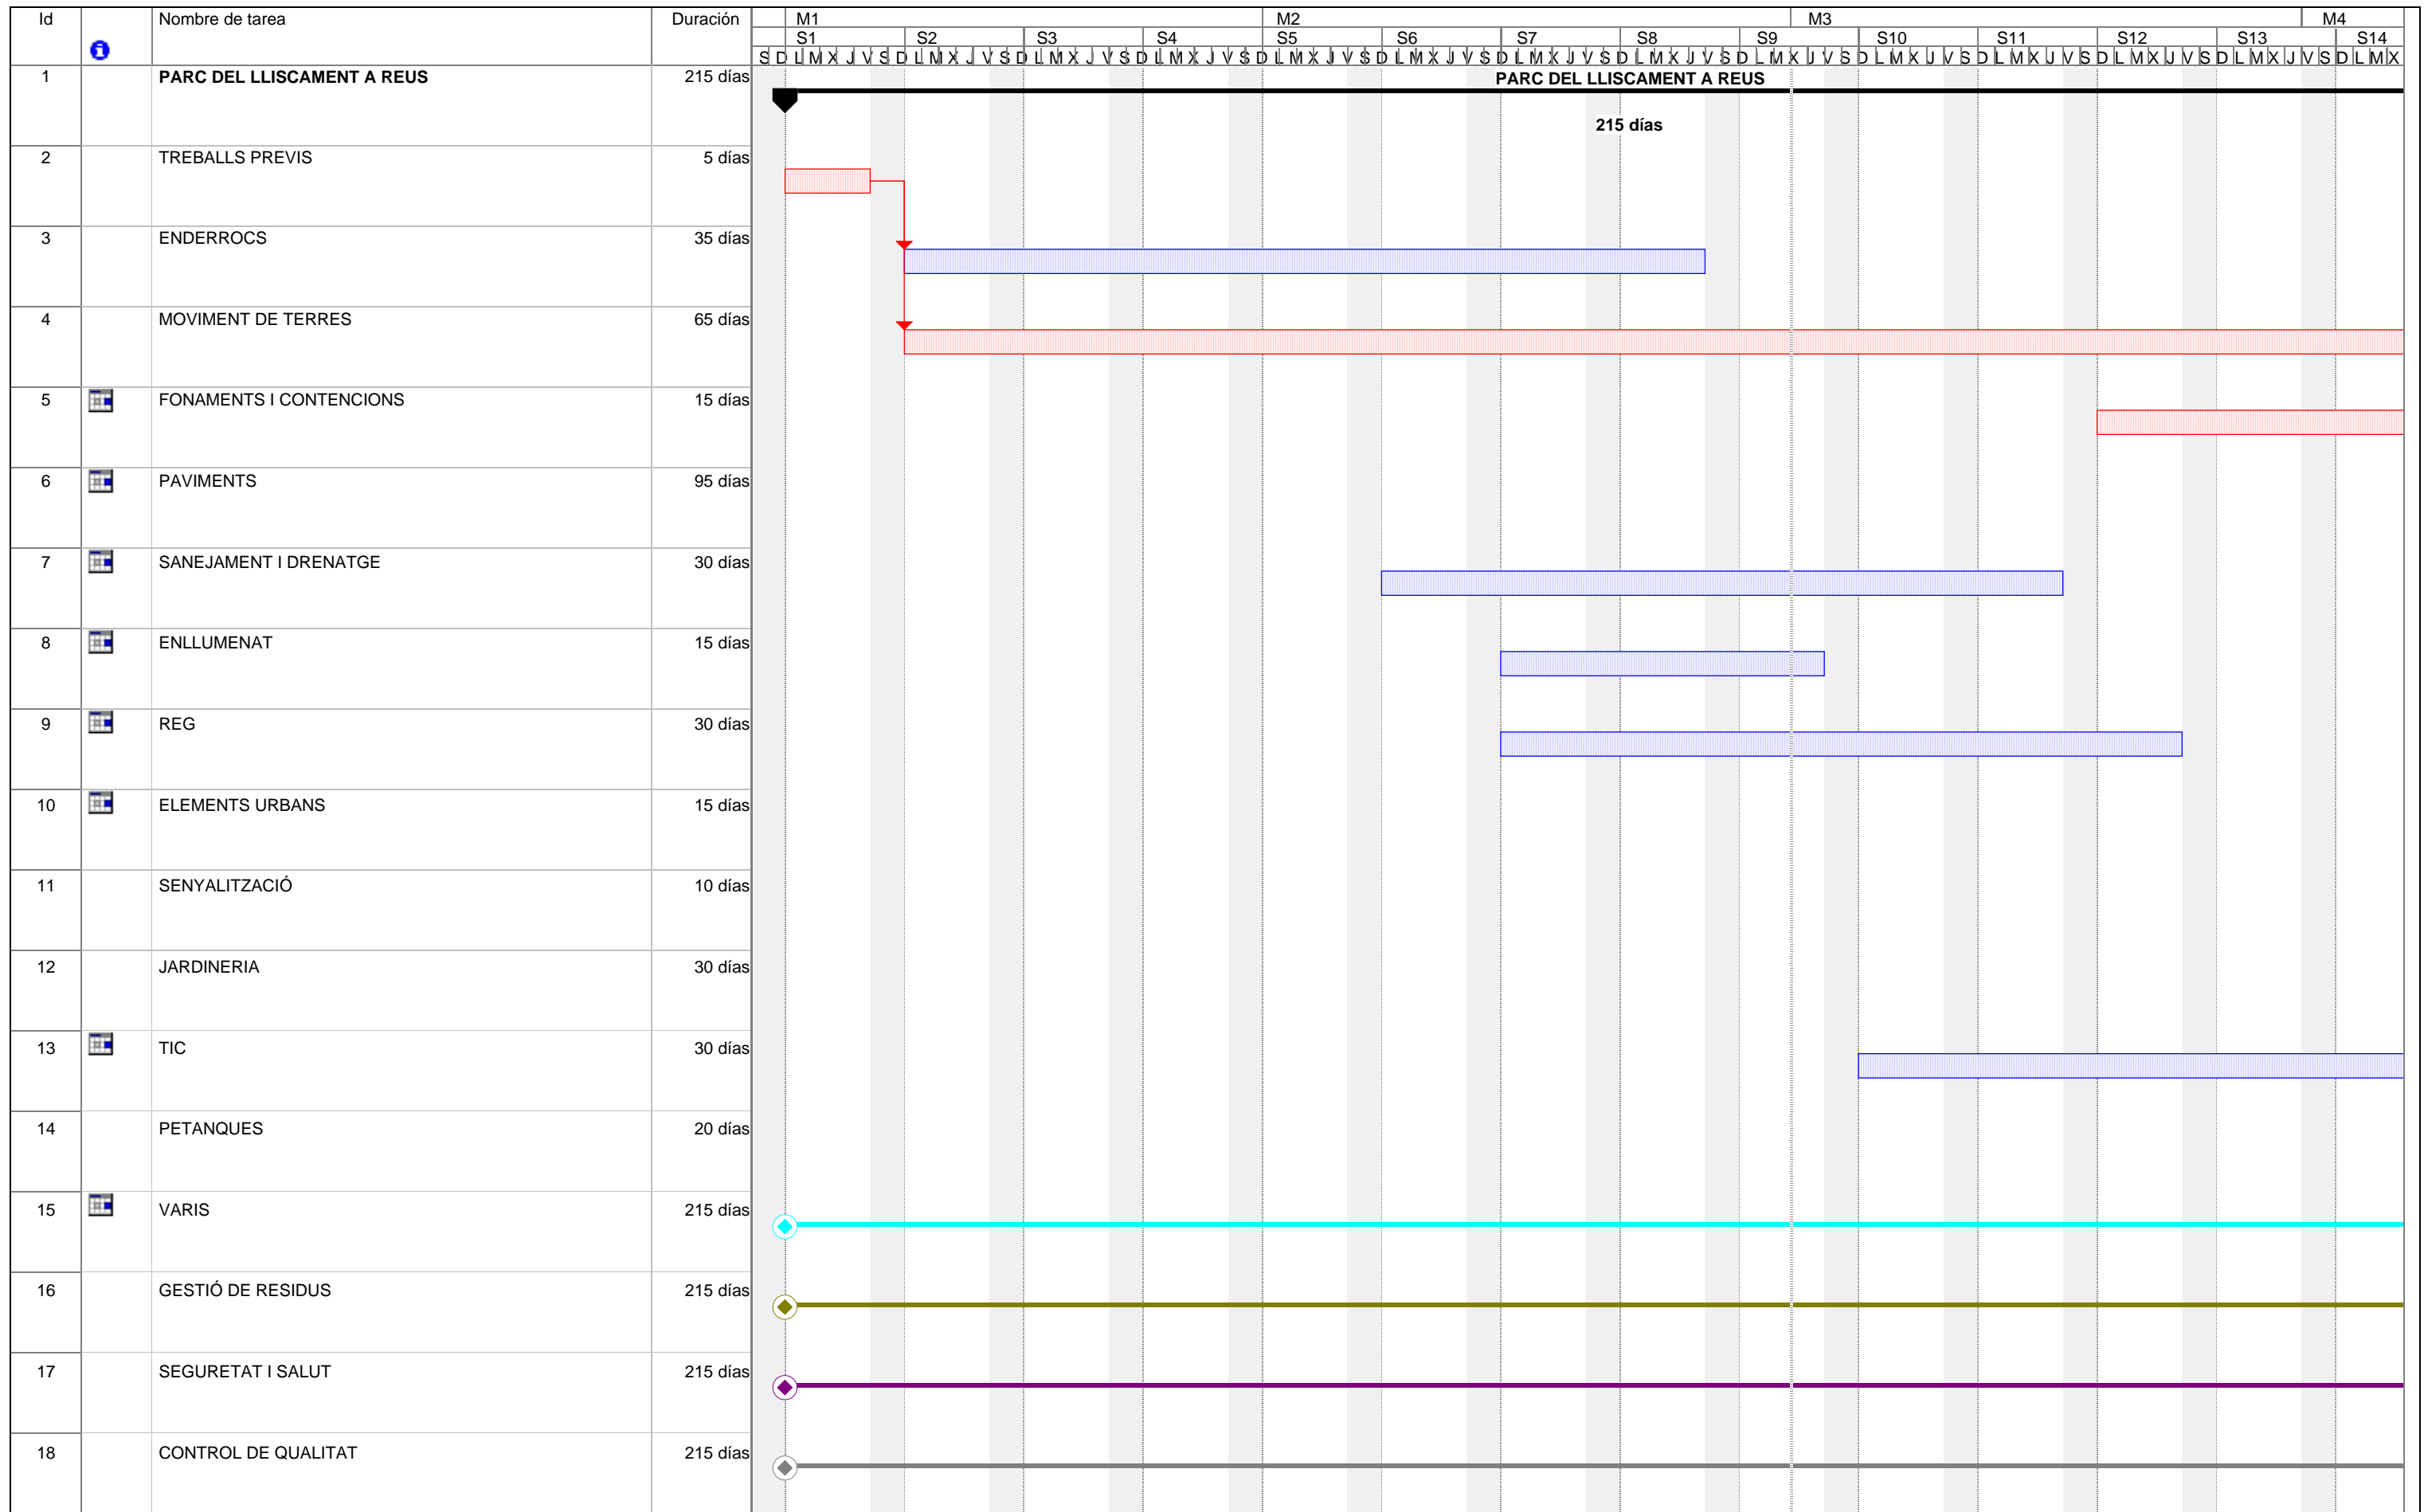 Id Nombre de tarea Duración M1 M2 M3 M4
S1 S2 S3 S4 S5 S6 S7 S8 S9 S10 S11 S12 S13 S14
S D L M X J V S D L M X J V S D L M X J V S D L M X J V S D L M X J V S D L M X J V S D L M X J V S D L M X J V S D L M X J V S D L M X J V S D L M X J V S D L M X J V S D L M X J V S D L M X
1 PARC DEL LLISCAMENT A REUS 215 días PARC DEL LLISCAMENT A REUS
215 días
2 TREBALLS PREVIS 5 días
3 ENDERROCS 35 días
4 MOVIMENT DE TERRES 65 días
5 FONAMENTS I CONTENCIONS 15 días
6 PAVIMENTS 95 días
7 SANEJAMENT I DRENATGE 30 días
8 ENLLUMENAT 15 días
9 REG 30 días
10 ELEMENTS URBANS 15 días
11 SENYALITZACIÓ 10 días
12 JARDINERIA 30 días
13 TIC 30 días
14 PETANQUES 20 días
15 VARIS 215 días
16 GESTIÓ DE RESIDUS 215 días
17 SEGURETAT I SALUT 215 días
18 CONTROL DE QUALITAT 215 días